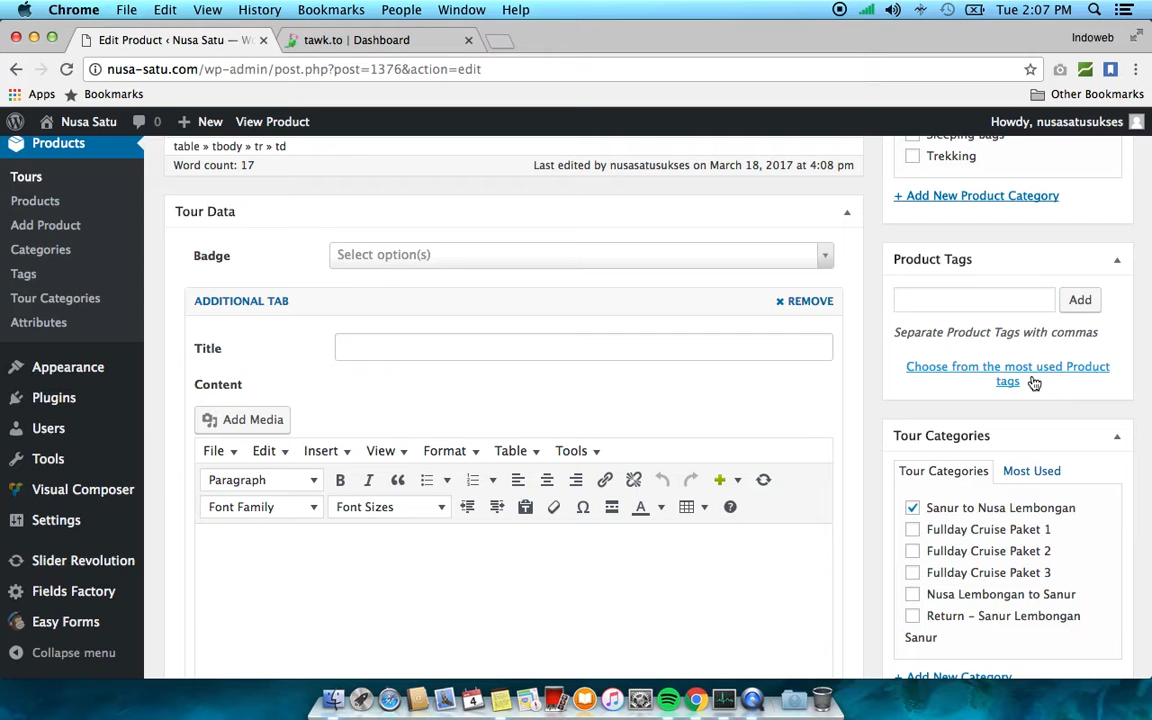 Chrome File Edit View History Bookmarks People Window Help Tue 2:07 PM
Edit Product ‹ Nusa Satu — Wo tawk.to | Dashboard Indoweb
nusa-satu.com/wp-admin/post.php?post=1376&action=edit
Apps Bookmarks Other Bookmarks
Nusa Satu 0 New View Product Howdy, nusasatusukses
Products
Tours
Products
Add Product
Categories
Tags
Tour Categories
Attributes
Appearance
Plugins
Users
Tools
Visual Composer
Settings
Slider Revolution
Fields Factory
Easy Forms
Collapse menu
table » tbody » tr » td
Word count: 17 Last edited by nusasatusukses on March 18, 2017 at 4:08 pm
Tour Data
Badge Select option(s)
ADDITIONAL TAB REMOVE
Title
Content
Add Media
File Edit Insert View Format Table Tools
Paragraph
Font Family Font Sizes
Sleeping Bags
Trekking
+ Add New Product Category
Product Tags
Add
Separate Product Tags with commas
Choose from the most used Product
tags
Tour Categories
Tour Categories Most Used
Sanur to Nusa Lembongan
Fullday Cruise Paket 1
Fullday Cruise Paket 2
Fullday Cruise Paket 3
Nusa Lembongan to Sanur
Return – Sanur Lembongan
Sanur
+ Add New Category